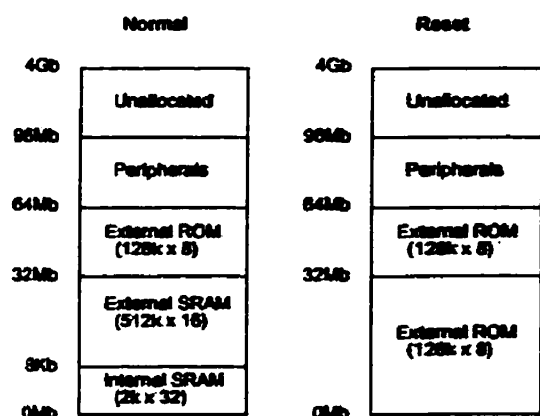 Normal
4Gb
Unallocated
96Mb
Peripherals
64Mb
External ROM
(128k x 8)
32Mb
External SRAM
(512k x 16)
8Kb
Internal SRAM
(2k x 32)
0Mb
Reset
4Gb
Unallocated
96Mb
Peripherals
64Mb
External ROM
(128k x 8)
32Mb
External ROM
(128k x 8)
0Mb